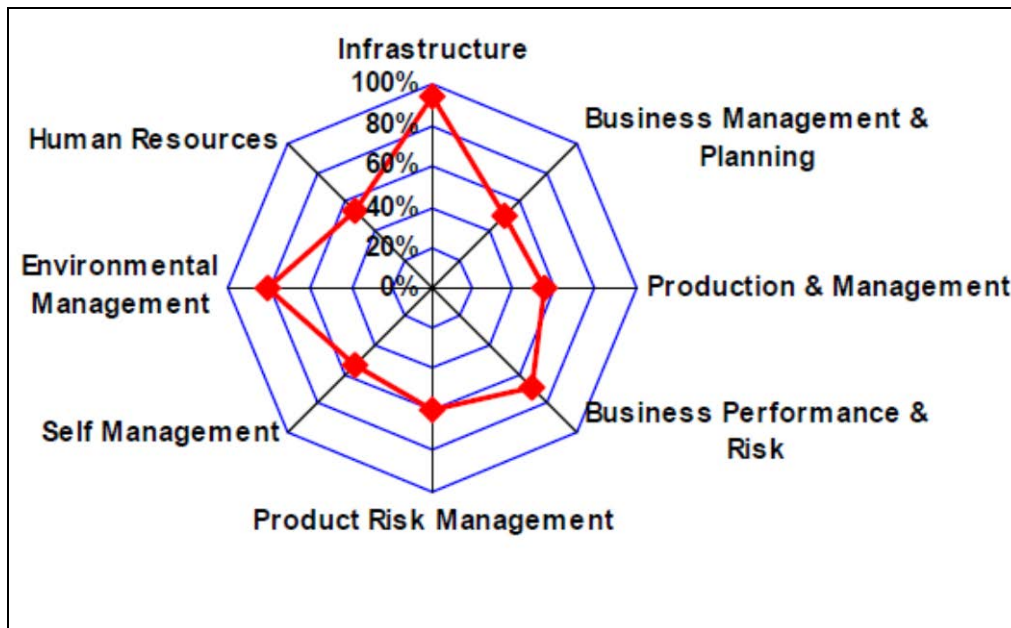 Infrastructure
100%
80%
60%
40%
20%
0%
Business Management &
Planning
Production & Management
Business Performance &
Risk
Product Risk Management
Self Management
Environmental
Management
Human Resources